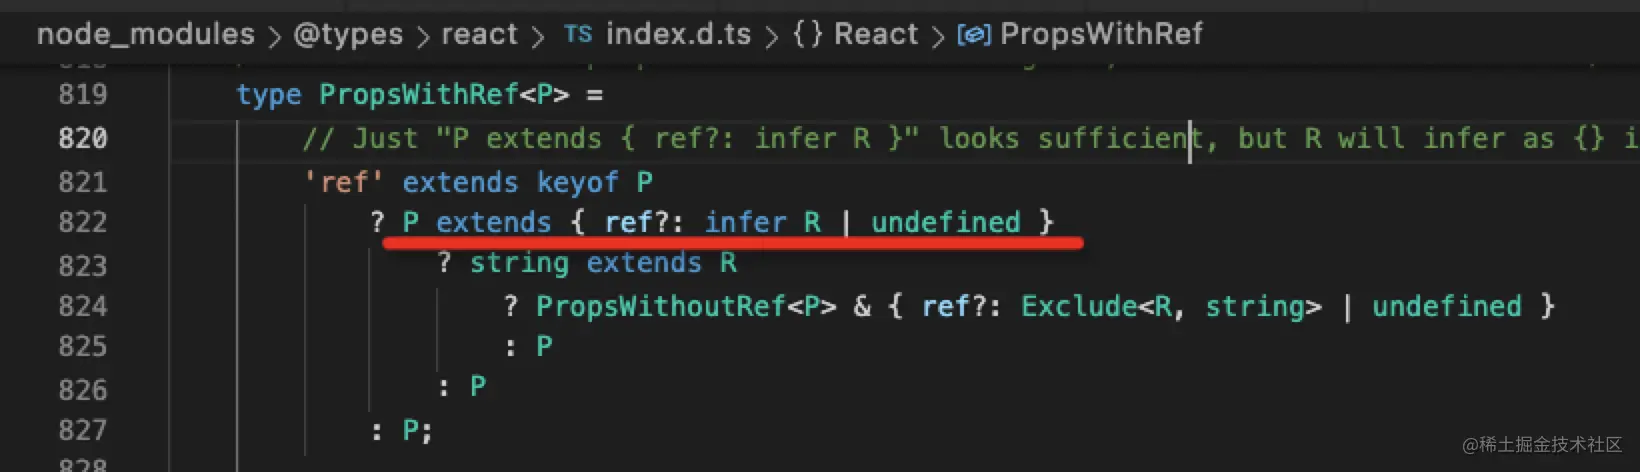 node_modules > @types > react > TS index.d.ts > {} React > PropsWithRef
819 type PropsWithRef<P> =
820 // Just "P extends { ref?: infer R }" looks sufficient, but R will infer as {} i
821 'ref' extends keyof P
822 ? P extends { ref?: infer R | undefined }
823 ? string extends R
824 ? PropsWithoutRef<P> & { ref?: Exclude<R, string> | undefined }
825 : P
826 : P
827 : P;
828
@稀土掘金技术社区